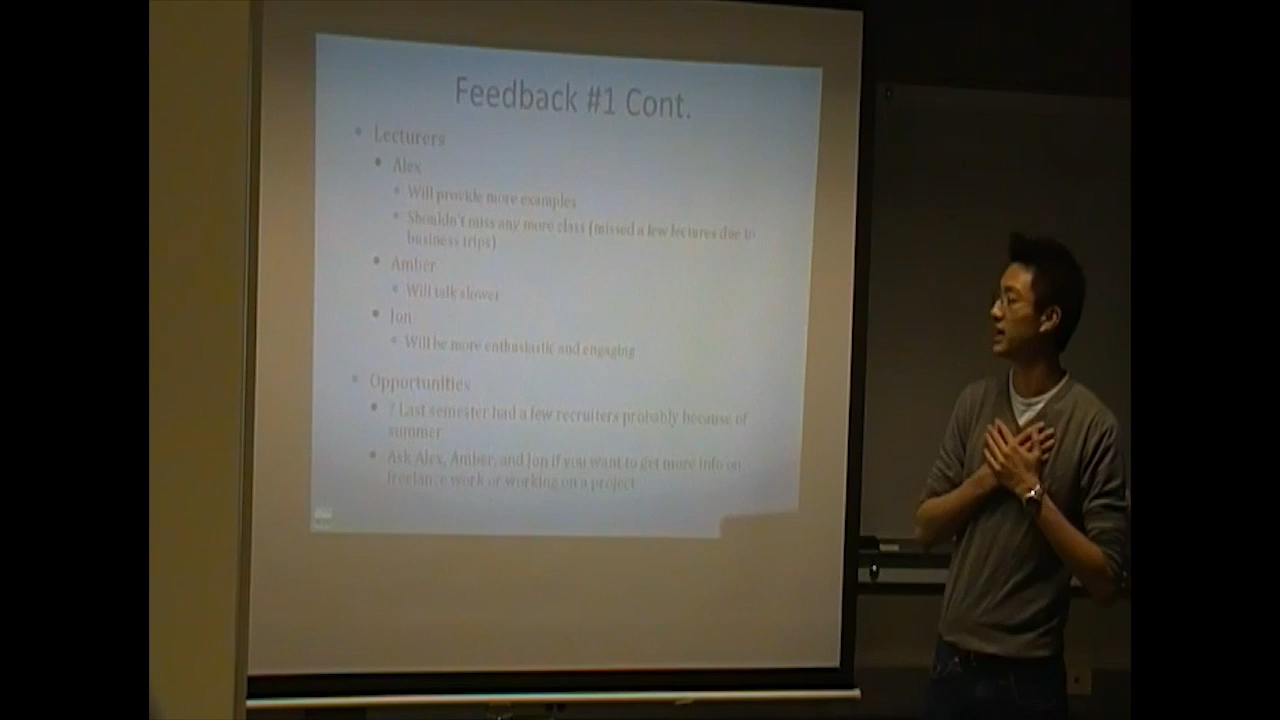 Feedback #1 Cont.
Lecturers
Alex
Will provide more examples
Shouldn't miss any more class (missed a few lectures due to
business trips)
Amber
Will talk slower
Jon
Will be more enthusiastic and engaging
Opportunities
? Last semester had a few recruiters probably because of
summer
Ask Alex, Amber, and Jon if you want to get more info on
freelance work or working on a project